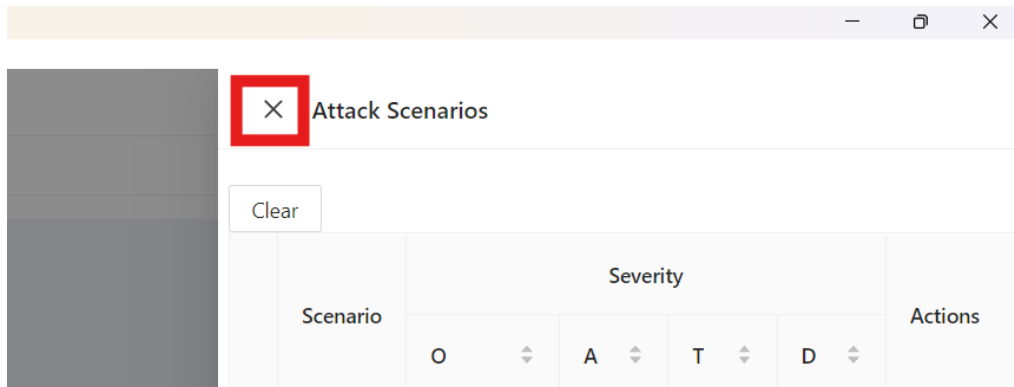 Attack Scenarios
Clear
Severity
Scenario
Actions
O A T D